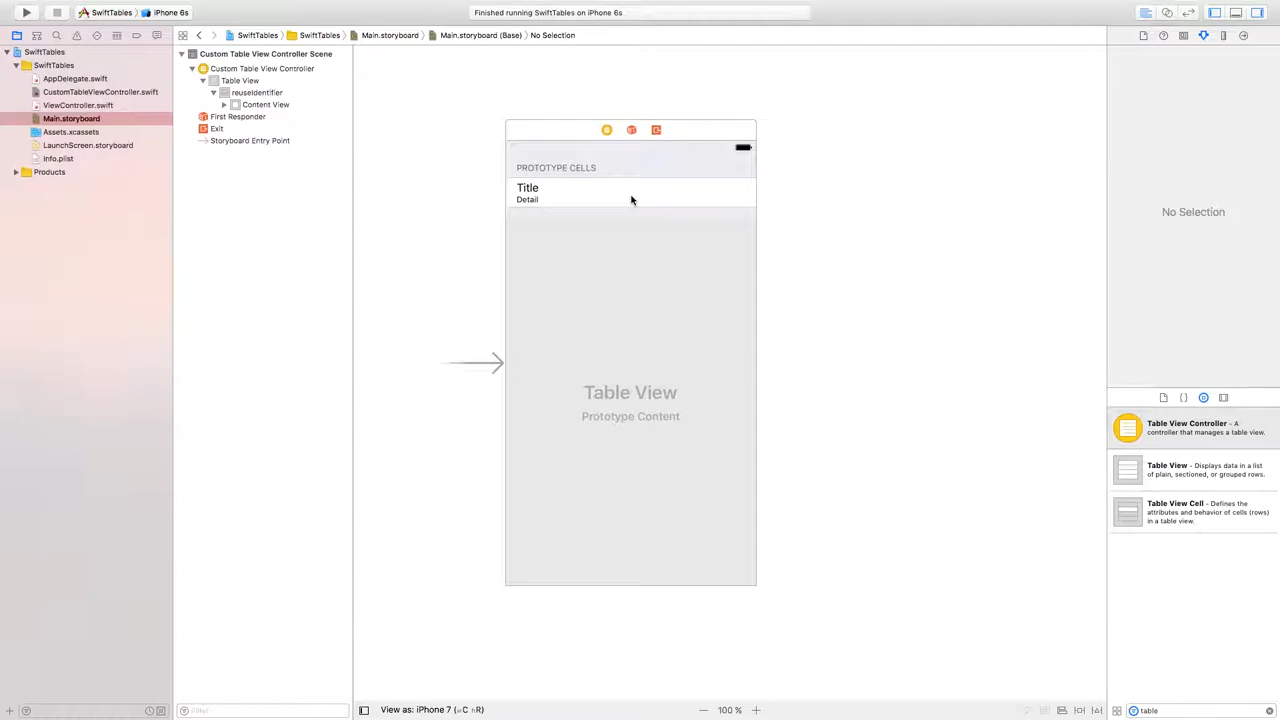 SwiftTables
iPhone 6s
Finished running SwiftTables on iPhone 6s
SwiftTables
SwiftTables
Main.storyboard
Main.storyboard (Base)
No Selection
SwiftTables
SwiftTables
AppDelegate.swift
CustomTableViewController.swift
ViewController.swift
Main.storyboard
Assets.xcassets
LaunchScreen.storyboard
Info.plist
Products
Custom Table View Controller Scene
Custom Table View Controller
Table View
reuseIdentifier
Content View
First Responder
Exit
Storyboard Entry Point
PROTOTYPE CELLS
Title
Detail
Table View
Prototype Content
No Selection
Table View Controller - A
controller that manages a table view.
Table View - Displays data in a list
of plain, sectioned, or grouped rows.
Table View Cell - Defines the
attributes and behavior of cells (rows)
in a table view.
Filter
View as: iPhone 7 (wC hR)
100 %
table